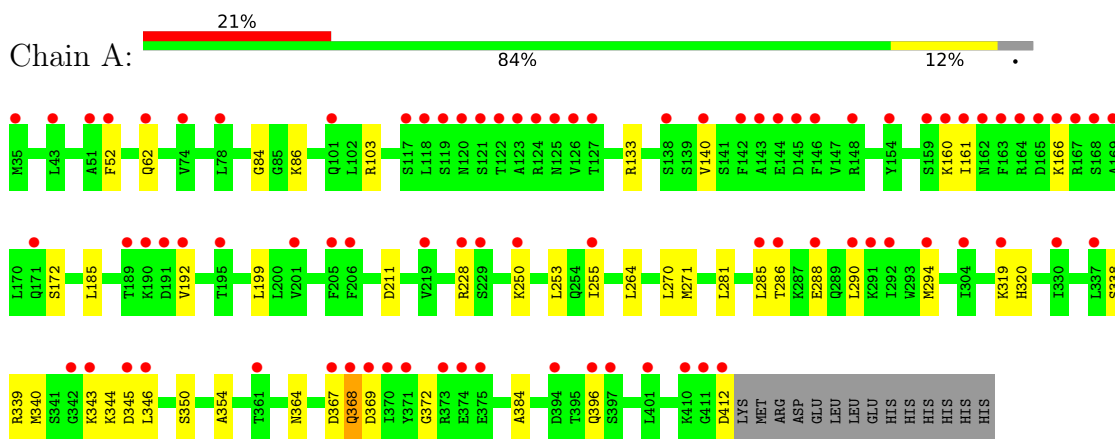 21%
Chain A:
84% 12% •
M35 L43 A51 F52 Q62 V74 L78 G84 G85 K86 Q101 L102 R103 S117 L118 S119 N120 S121 T122 A123 R124 N125 V126 T127 R133 S138 S139 V140 S141 F142 A143 E144 D145 F146 V147 R148 Y154 S159 K160 I161 N162 F163 R164 D165 K166 R167 S168 A169
L170 Q171 S172 L185 T189 K190 D191 V192 T195 L199 L200 V201 F205 F206 D211 V219 R228 S229 K250 L253 Q254 I255 L264 L270 M271 L281 L285 T286 K287 E288 Q289 L290 K291 I292 W293 M294 I304 K319 H320 I330 L337 S338
R339 M340 S341 G342 K343 K344 D345 L346 S350 A354 T361 N364 D367 Q368 D369 I370 Y371 G372 R373 E374 E375 A384 D394 T395 Q396 S397 L401 K410 G411 D412 LYS MET ARG ASP GLU LEU LEU GLU HIS HIS HIS HIS HIS HIS